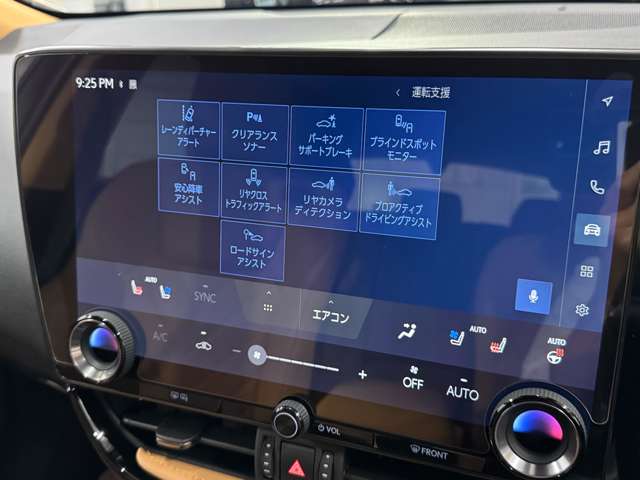 9:25 PM
運転支援
レーンディパーチャー
アラート
クリアランス
ソナー
パーキング
サポートブレーキ
ブラインドスポット
モニター
安心降車
アシスト
リヤクロス
トラフィックアラート
リヤカメラ
ディテクション
プロアクティブ
ドライビングアシスト
ロードサイン
アシスト
AUTO
SYNC
エアコン
AUTO
A/C
OFF
AUTO
VOL
FRONT